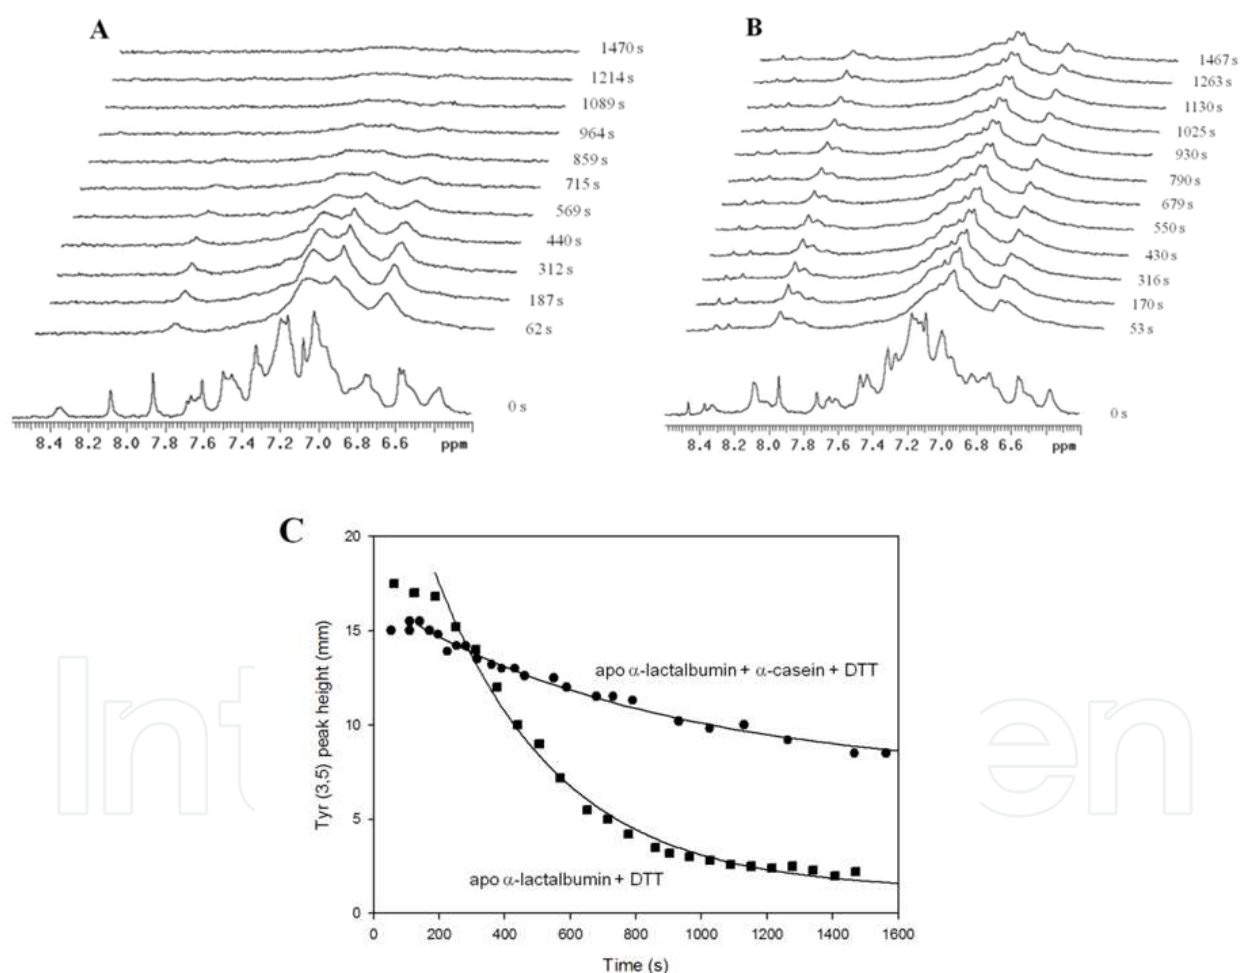 A
1470 s
1214 s
1089 s
964 s
859 s
715 s
569 s
440 s
312 s
187 s
62 s
0 s
8.4 8.2 8.0 7.8 7.6 7.4 7.2 7.0 6.8 6.6 ppm
B
1467 s
1263 s
1130 s
1025 s
930 s
790 s
679 s
550 s
430 s
316 s
170 s
53 s
0 s
8.4 8.2 8.0 7.8 7.6 7.4 7.2 7.0 6.8 6.6 ppm
C
20
15
10
5
0
Tyr (3,5) peak height (mm)
apo α-lactalbumin + α-casein + DTT
apo α-lactalbumin + DTT
0 200 400 600 800 1000 1200 1400 1600
Time (s)